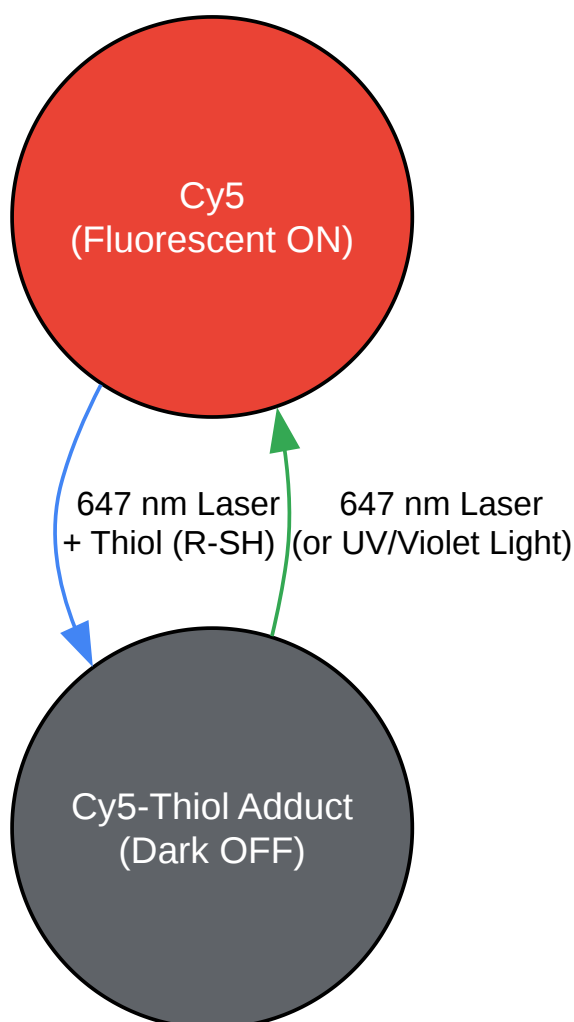 Cy5
(Fluorescent ON)
647 nm Laser
+ Thiol (R-SH)
647 nm Laser
(or UV/Violet Light)
Cy5-Thiol Adduct
(Dark OFF)